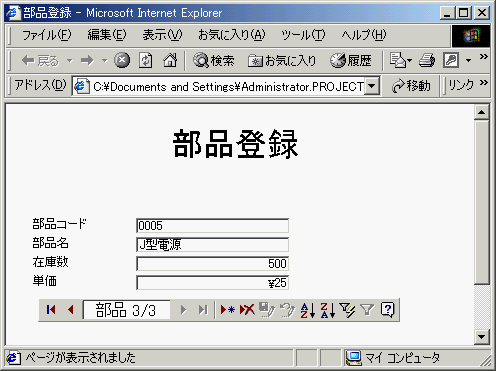 部品登録 - Microsoft Internet Explorer
ファイル(F) 編集(E) 表示(V) お気に入り(A) ツール(T) ヘルプ(H)
戻る 検索 お気に入り 履歴
アドレス(D) C:¥Documents and Settings¥Administrator.PROJECT 移動 リンク
部品登録
部品コード 0005
部品名 J型電源
在庫数 500
単価 ¥25
部品 3/3
ページが表示されました マイ コンピュータ